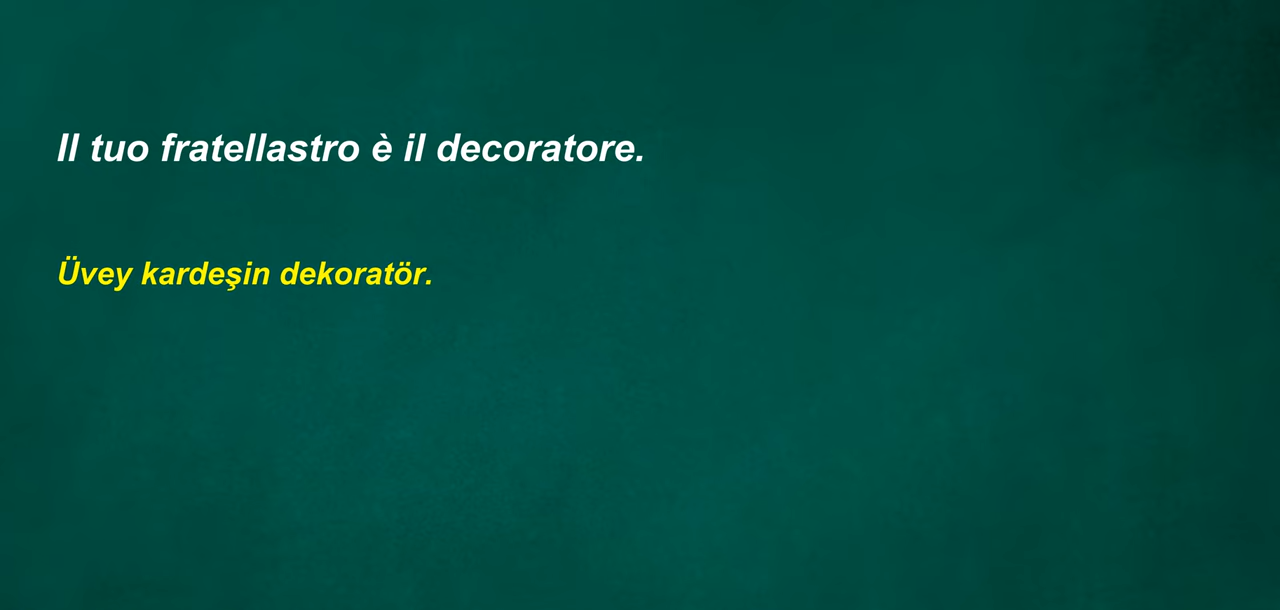 Il tuo fratellastro è il decoratore.
Üvey kardeşin dekoratör.